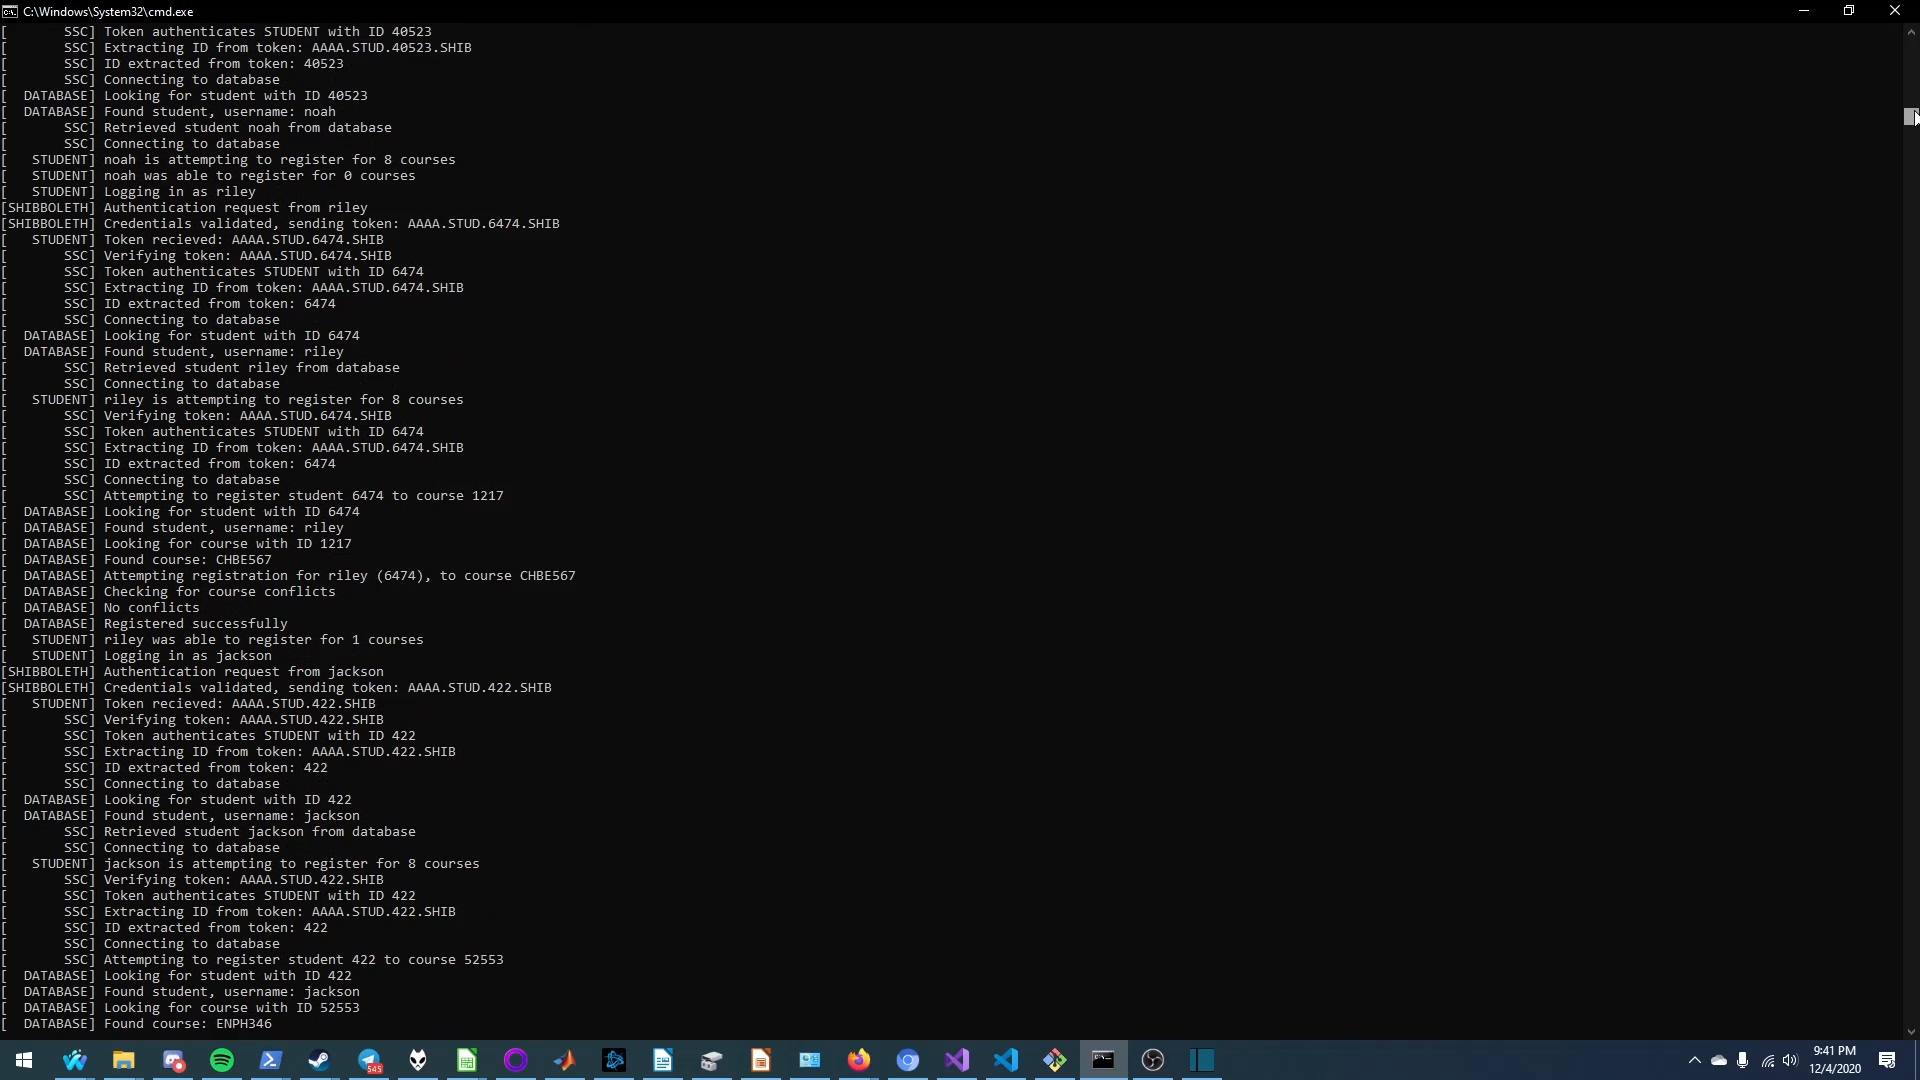 C:\Windows\System32\cmd.exe
[       SSC] Token authenticates STUDENT with ID 40523
[       SSC] Extracting ID from token: AAAA.STUD.40523.SHIB
[       SSC] ID extracted from token: 40523
[       SSC] Connecting to database
[  DATABASE] Looking for student with ID 40523
[  DATABASE] Found student, username: noah
[       SSC] Retrieved student noah from database
[       SSC] Connecting to database
[   STUDENT] noah is attempting to register for 8 courses
[   STUDENT] noah was able to register for 0 courses
[   STUDENT] Logging in as riley
[SHIBBOLETH] Authentication request from riley
[SHIBBOLETH] Credentials validated, sending token: AAAA.STUD.6474.SHIB
[   STUDENT] Token recieved: AAAA.STUD.6474.SHIB
[       SSC] Verifying token: AAAA.STUD.6474.SHIB
[       SSC] Token authenticates STUDENT with ID 6474
[       SSC] Extracting ID from token: AAAA.STUD.6474.SHIB
[       SSC] ID extracted from token: 6474
[       SSC] Connecting to database
[  DATABASE] Looking for student with ID 6474
[  DATABASE] Found student, username: riley
[       SSC] Retrieved student riley from database
[       SSC] Connecting to database
[   STUDENT] riley is attempting to register for 8 courses
[       SSC] Verifying token: AAAA.STUD.6474.SHIB
[       SSC] Token authenticates STUDENT with ID 6474
[       SSC] Extracting ID from token: AAAA.STUD.6474.SHIB
[       SSC] ID extracted from token: 6474
[       SSC] Connecting to database
[       SSC] Attempting to register student 6474 to course 1217
[  DATABASE] Looking for student with ID 6474
[  DATABASE] Found student, username: riley
[  DATABASE] Looking for course with ID 1217
[  DATABASE] Found course: CHBE567
[  DATABASE] Attempting registration for riley (6474), to course CHBE567
[  DATABASE] Checking for course conflicts
[  DATABASE] No conflicts
[  DATABASE] Registered successfully
[   STUDENT] riley was able to register for 1 courses
[   STUDENT] Logging in as jackson
[SHIBBOLETH] Authentication request from jackson
[SHIBBOLETH] Credentials validated, sending token: AAAA.STUD.422.SHIB
[   STUDENT] Token recieved: AAAA.STUD.422.SHIB
[       SSC] Verifying token: AAAA.STUD.422.SHIB
[       SSC] Token authenticates STUDENT with ID 422
[       SSC] Extracting ID from token: AAAA.STUD.422.SHIB
[       SSC] ID extracted from token: 422
[       SSC] Connecting to database
[  DATABASE] Looking for student with ID 422
[  DATABASE] Found student, username: jackson
[       SSC] Retrieved student jackson from database
[       SSC] Connecting to database
[   STUDENT] jackson is attempting to register for 8 courses
[       SSC] Verifying token: AAAA.STUD.422.SHIB
[       SSC] Token authenticates STUDENT with ID 422
[       SSC] Extracting ID from token: AAAA.STUD.422.SHIB
[       SSC] ID extracted from token: 422
[       SSC] Connecting to database
[       SSC] Attempting to register student 422 to course 52553
[  DATABASE] Looking for student with ID 422
[  DATABASE] Found student, username: jackson
[  DATABASE] Looking for course with ID 52553
[  DATABASE] Found course: ENPH346
545
9:41 PM
12/4/2020